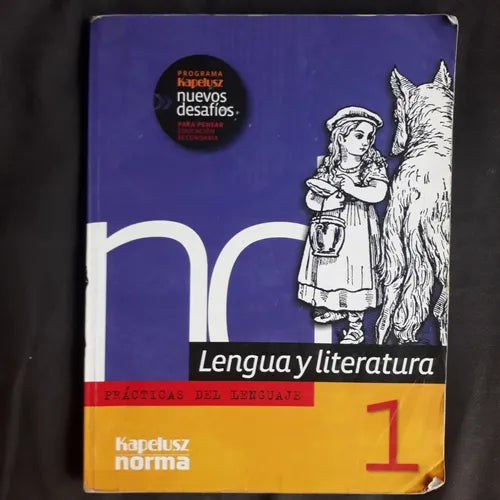 PROGRAMA
Kapelusz
nuevos
desafíos
PARA PENSAR
EDUCACIÓN
SECUNDARIA
nd
Lengua y literatura
PRÁCTICAS DEL LENGUAJE
1
Kapelusz
norma